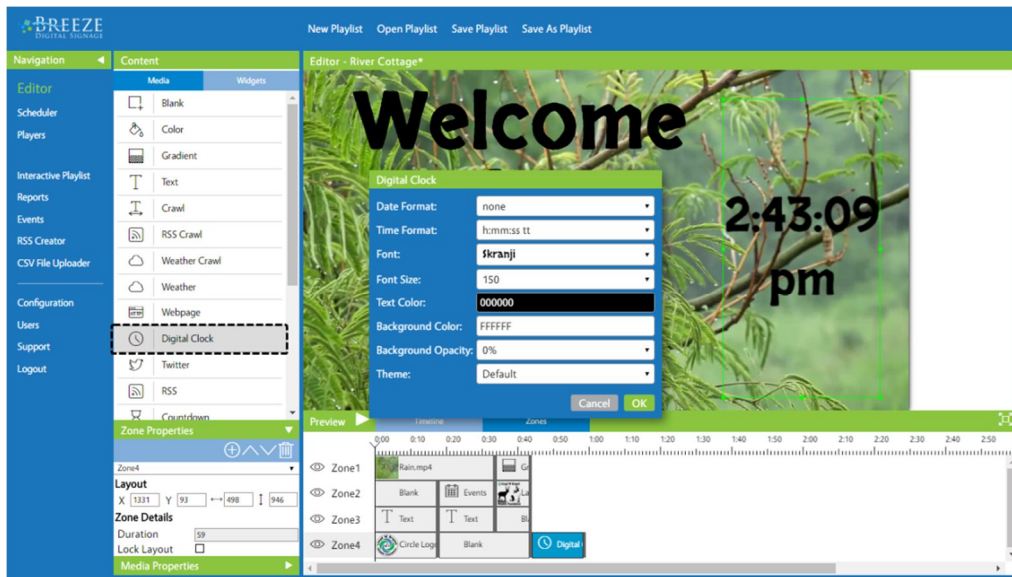 BREEZE
DIGITAL SIGNAGE
New Playlist Open Playlist Save Playlist Save As Playlist
Navigation
Editor
Scheduler
Players
Interactive Playlist
Reports
Events
RSS Creator
CSV File Uploader
Configuration
Users
Support
Logout
Content
Media Widgets
Blank
Color
Gradient
Text
Crawl
RSS Crawl
Weather Crawl
Weather
Webpage
Digital Clock
Twitter
RSS
Countdown
Zone Properties
Zone4
Layout
X 1331 Y 93 498 946
Zone Details
Duration 59
Lock Layout
Media Properties
Editor - River Cottage*
Welcome
2:43:09
pm
Digital Clock
Date Format: none
Time Format: h:mm:ss tt
Font: Skranji
Font Size: 150
Text Color: 000000
Background Color: FFFFFF
Background Opacity: 0%
Theme: Default
Cancel OK
Preview Timeline Zones
0:00 0:10 0:20 0:30 0:40 0:50 1:00 1:10 1:20 1:30 1:40 1:50 2:00 2:10 2:20 2:30 2:40 2:50
Zone1 Rain.mp4 Gr
Zone2 Blank Events La
Zone3 Text Text Bl
Zone4 Circle Logo Blank Digital